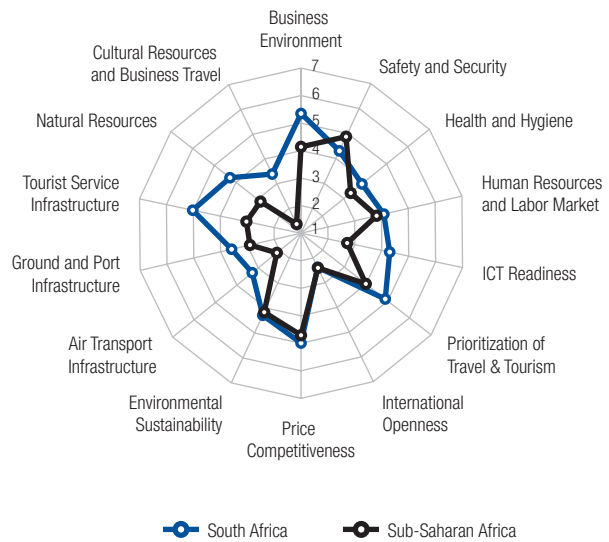 Business
Environment
Cultural Resources
and Business Travel
Safety and Security
Natural Resources
Health and Hygiene
Tourist Service
Infrastructure
Human Resources
and Labor Market
Ground and Port
Infrastructure
ICT Readiness
Air Transport
Infrastructure
Prioritization of
Travel & Tourism
Environmental
Sustainability
International
Openness
Price
Competitiveness
7
6
5
4
3
2
1
South Africa
Sub-Saharan Africa